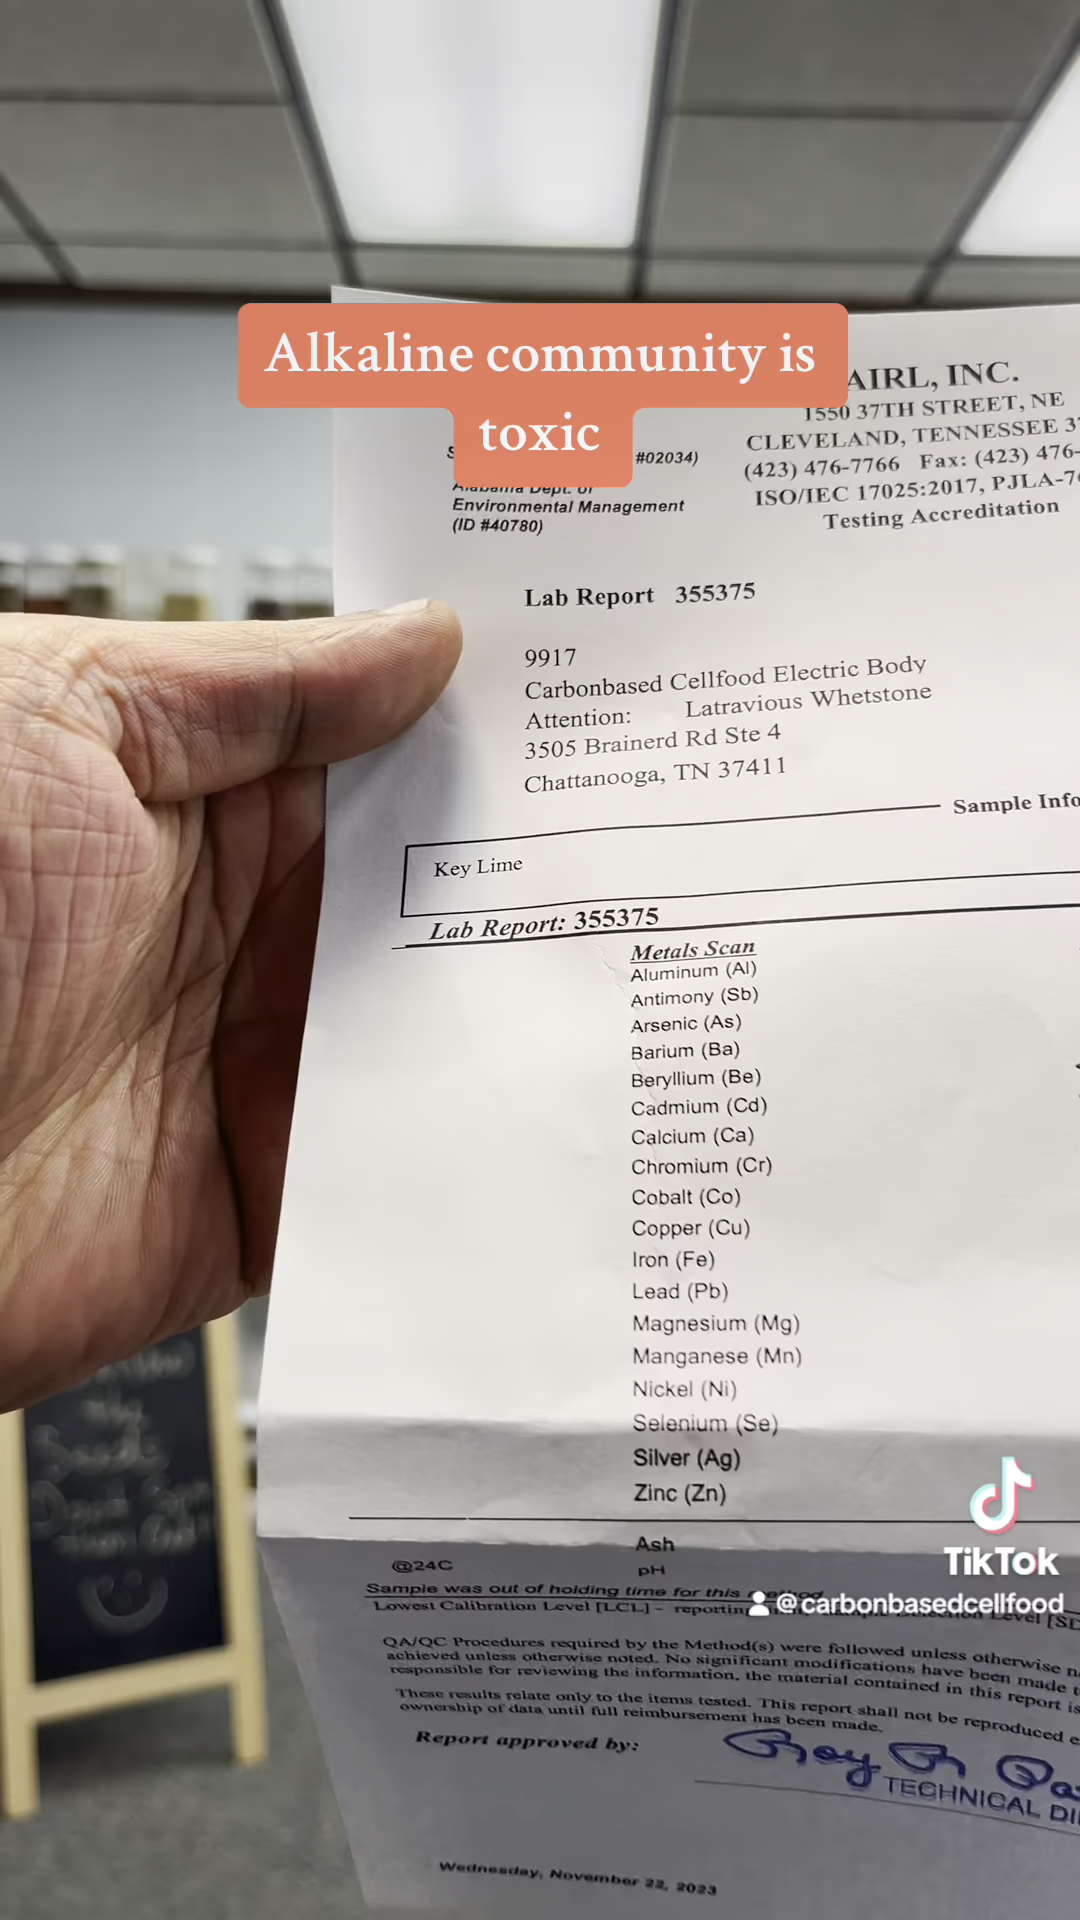 Alkaline community is
toxic
AIRL, INC.
1550 37TH STREET, NE
CLEVELAND, TENNESSEE
(423) 476-7766 Fax: (423) 476-
ISO/IEC 17025:2017,
Testing Accreditation
#02034)
Alabama Dept. of
Environmental Management
(ID #40780)
Lab Report 355375
9917
Carbonbased Cellfood Electric Body
Attention: Latravious Whetstone
3505 Brainerd Rd Ste 4
Chattanooga, TN 37411
Sample Info
Key Lime
Lab Report: 355375
Metals Scan
Aluminum (Al)
Antimony (Sb)
Arsenic (As)
Barium (Ba)
Beryllium (Be)
Cadmium (Cd)
Calcium (Ca)
Chromium (Cr)
Cobalt (Co)
Copper (Cu)
Iron (Fe)
Lead (Pb)
Magnesium (Mg)
Manganese (Mn)
Nickel (Ni)
Selenium (Se)
Silver (Ag)
Zinc (Zn)
Ash
@24C pH
Sample was out of holding time for this
Lowest Calibration Level [LCL] - Level
TikTok
@carbonbasedcellfood
QA/QC Procedures required by the Method(s) were followed unless otherwise
achieved unless otherwise noted. No significant modifications have been made
responsible for reviewing the information, the material contained in this report is
These results relate only to the items tested. This report shall not be reproduced
ownership of data until full reimbursement has been made.
Report approved by:
TECHNICAL
Wednesday, November 22, 2023